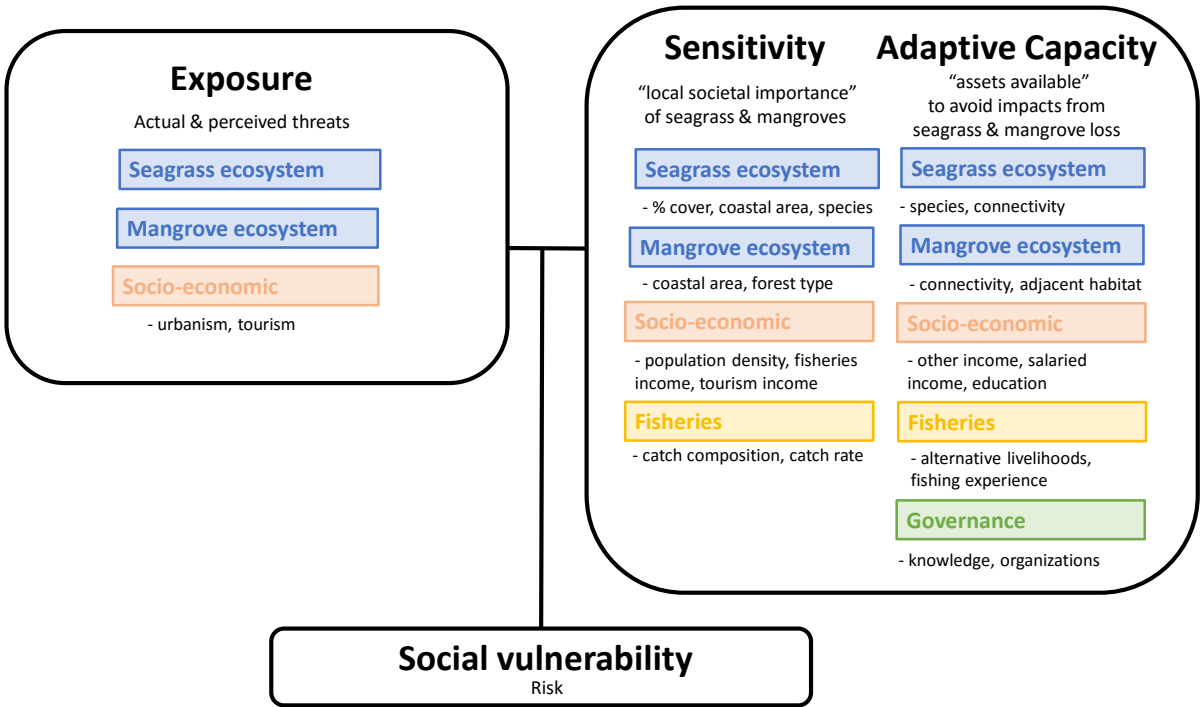 Exposure
Actual & perceived threats
Seagrass ecosystem
Mangrove ecosystem
Socio-economic
- urbanism, tourism
Sensitivity
“local societal importance”
of seagrass & mangroves
Seagrass ecosystem
- % cover, coastal area, species
Mangrove ecosystem
- coastal area, forest type
Socio-economic
- population density, fisheries
income, tourism income
Fisheries
- catch composition, catch rate
Adaptive Capacity
“assets available”
to avoid impacts from
seagrass & mangrove loss
Seagrass ecosystem
- species, connectivity
Mangrove ecosystem
- connectivity, adjacent habitat
Socio-economic
- other income, salaried
income, education
Fisheries
- alternative livelihoods,
fishing experience
Governance
- knowledge, organizations
Social vulnerability
Risk